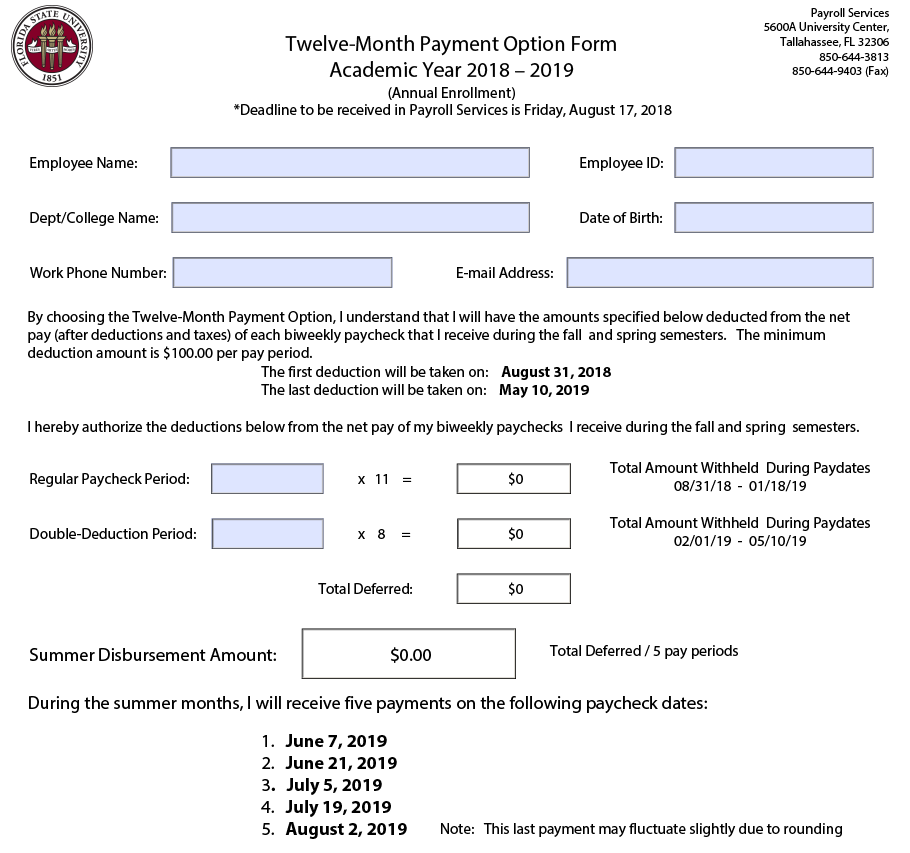 FLORIDA STATE UNIVERSITY
1851
Twelve-Month Payment Option Form
Academic Year 2018 – 2019
(Annual Enrollment)
*Deadline to be received in Payroll Services is Friday, August 17, 2018
Payroll Services
5600A University Center,
Tallahassee, FL 32306
850-644-3813
850-644-9403 (Fax)
Employee Name:
Employee ID:
Dept/College Name:
Date of Birth:
Work Phone Number:
E-mail Address:
By choosing the Twelve-Month Payment Option, I understand that I will have the amounts specified below deducted from the net
pay (after deductions and taxes) of each biweekly paycheck that I receive during the fall and spring semesters. The minimum
deduction amount is $100.00 per pay period.
The first deduction will be taken on: August 31, 2018
The last deduction will be taken on: May 10, 2019
I hereby authorize the deductions below from the net pay of my biweekly paychecks I receive during the fall and spring semesters.
Regular Paycheck Period: x 11 = $0
Total Amount Withheld During Paydates
08/31/18 - 01/18/19
Double-Deduction Period: x 8 = $0
Total Amount Withheld During Paydates
02/01/19 - 05/10/19
Total Deferred: $0
Summer Disbursement Amount: $0.00 Total Deferred / 5 pay periods
During the summer months, I will receive five payments on the following paycheck dates:
1. June 7, 2019
2. June 21, 2019
3. July 5, 2019
4. July 19, 2019
5. August 2, 2019 Note: This last payment may fluctuate slightly due to rounding